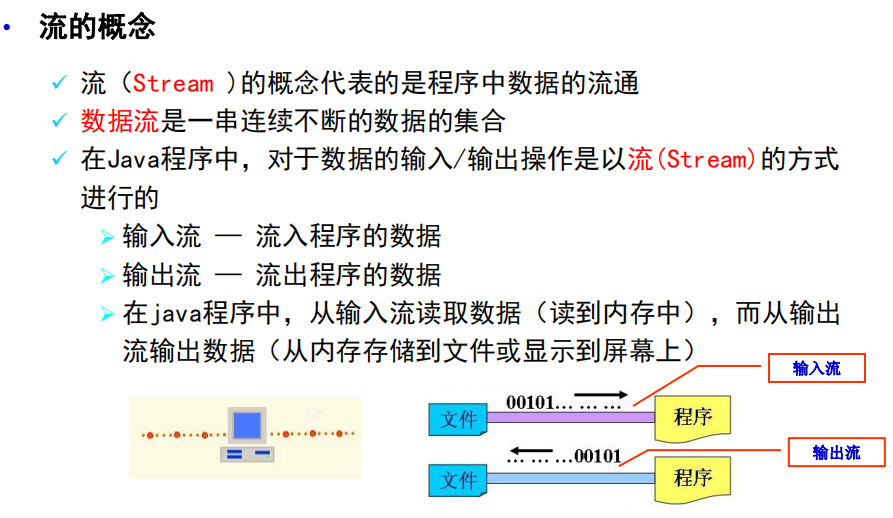 流的概念
流（Stream ）的概念代表的是程序中数据的流通
数据流是一串连续不断的数据的集合
在Java程序中，对于数据的输入/输出操作是以流(Stream)的方式
进行的
输入流 — 流入程序的数据
输出流 — 流出程序的数据
在java程序中，从输入流读取数据（读到内存中），而从输出
流输出数据（从内存存储到文件或显示到屏幕上）
输入流
00101… … …
文件
程序
输出流
… … …00101
文件
程序